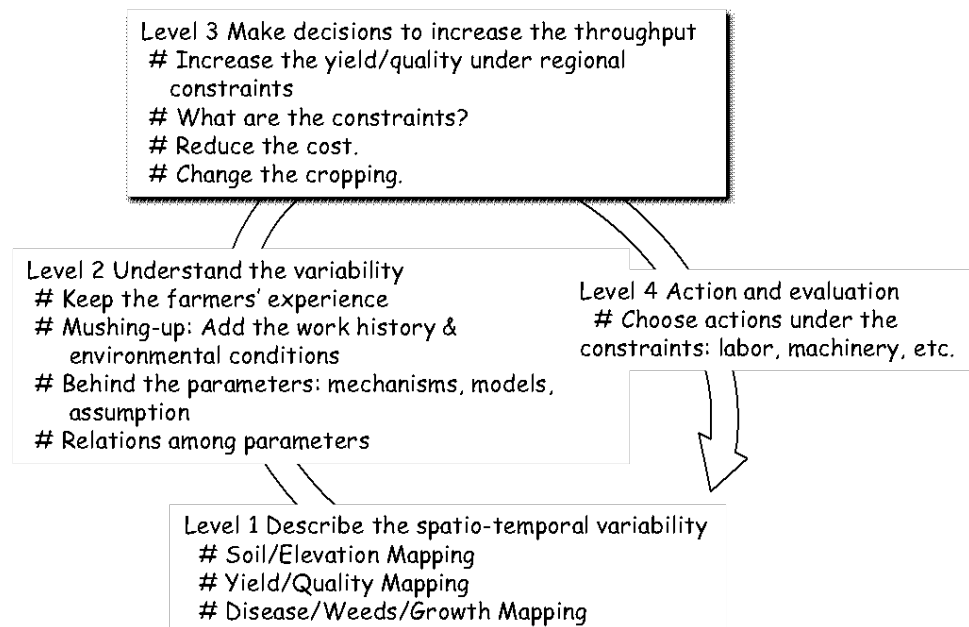 Level 3 Make decisions to increase the throughput
# Increase the yield/quality under regional
constraints
# What are the constraints?
# Reduce the cost.
# Change the cropping.
Level 2 Understand the variability
# Keep the farmers' experience
# Mushing-up: Add the work history &
environmental conditions
# Behind the parameters: mechanisms, models,
assumption
# Relations among parameters
Level 4 Action and evaluation
# Choose actions under the
constraints: labor, machinery, etc.
Level 1 Describe the spatio-temporal variability
# Soil/Elevation Mapping
# Yield/Quality Mapping
# Disease/Weeds/Growth Mapping